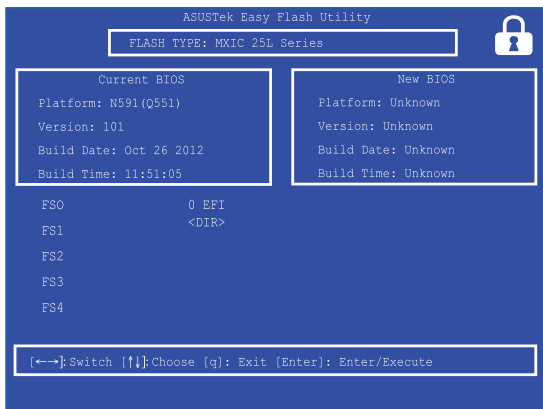 ASUSTek Easy Flash Utility
FLASH TYPE: MXIC 25L Series
Current BIOS
Platform: N591(Q551)
Version: 101
Build Date: Oct 26 2012
Build Time: 11:51:05
New BIOS
Platform: Unknown
Version: Unknown
Build Date: Unknown
Build Time: Unknown
FSO 0 EFI
<DIR>
FS1
FS2
FS3
FS4
[←→]:Switch [↑↓]:Choose [q]: Exit [Enter]: Enter/Execute